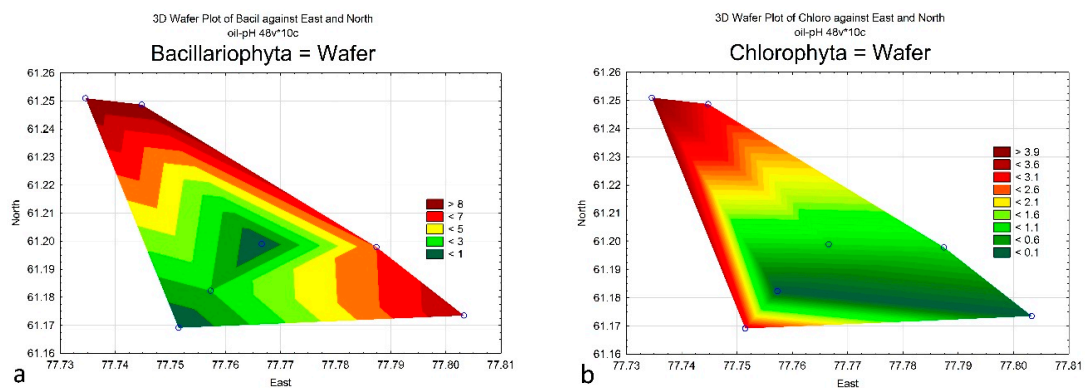 3D Wafer Plot of Bacil against East and North
oil-pH 48v*10c
Bacillariophyta = Wafer
61.26
61.25
61.24
61.23
61.22
61.21
61.20
61.19
61.18
61.17
61.16
North
77.73 77.74 77.75 77.76 77.77 77.78 77.79 77.80 77.81
East
> 8
< 7
< 5
< 3
< 1
a
3D Wafer Plot of Chloro against East and North
oil-pH 48v*10c
Chlorophyta = Wafer
61.26
61.25
61.24
61.23
61.22
61.21
61.20
61.19
61.18
61.17
61.16
North
77.73 77.74 77.75 77.76 77.77 77.78 77.79 77.80 77.81
East
> 3.9
< 3.6
< 3.1
< 2.6
< 2.1
< 1.6
< 1.1
< 0.6
< 0.1
b